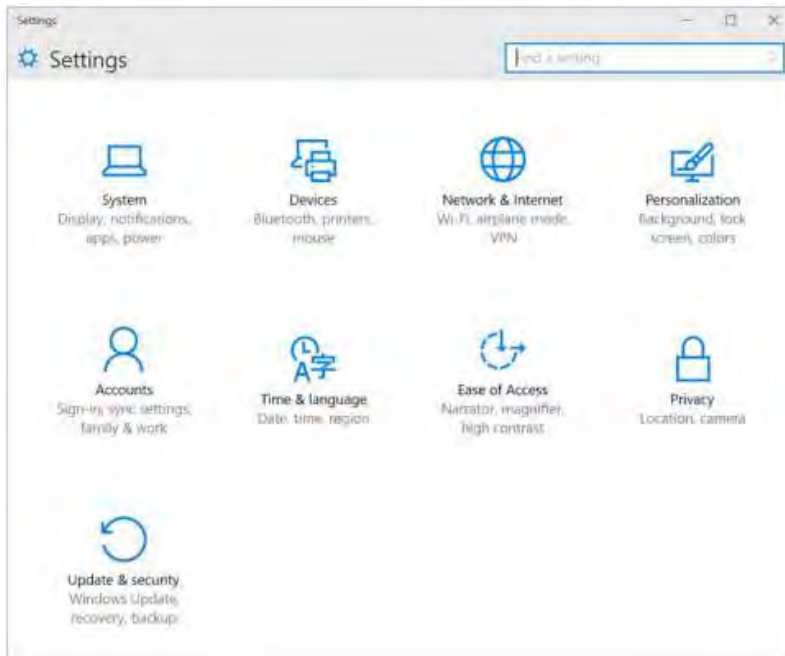 Settings
Settings
Find a setting
System
Display, notifications,
apps, power
Devices
Bluetooth, printers,
mouse
Network & Internet
Wi-Fi, airplane mode,
VPN
Personalization
Background, lock
screen, colors
Accounts
Sign-in, sync settings,
family & work
A字
Time & language
Date, time, region
Ease of Access
Narrator, magnifier,
high contrast
Privacy
Location, camera
Update & security
Windows Update,
recovery, backup